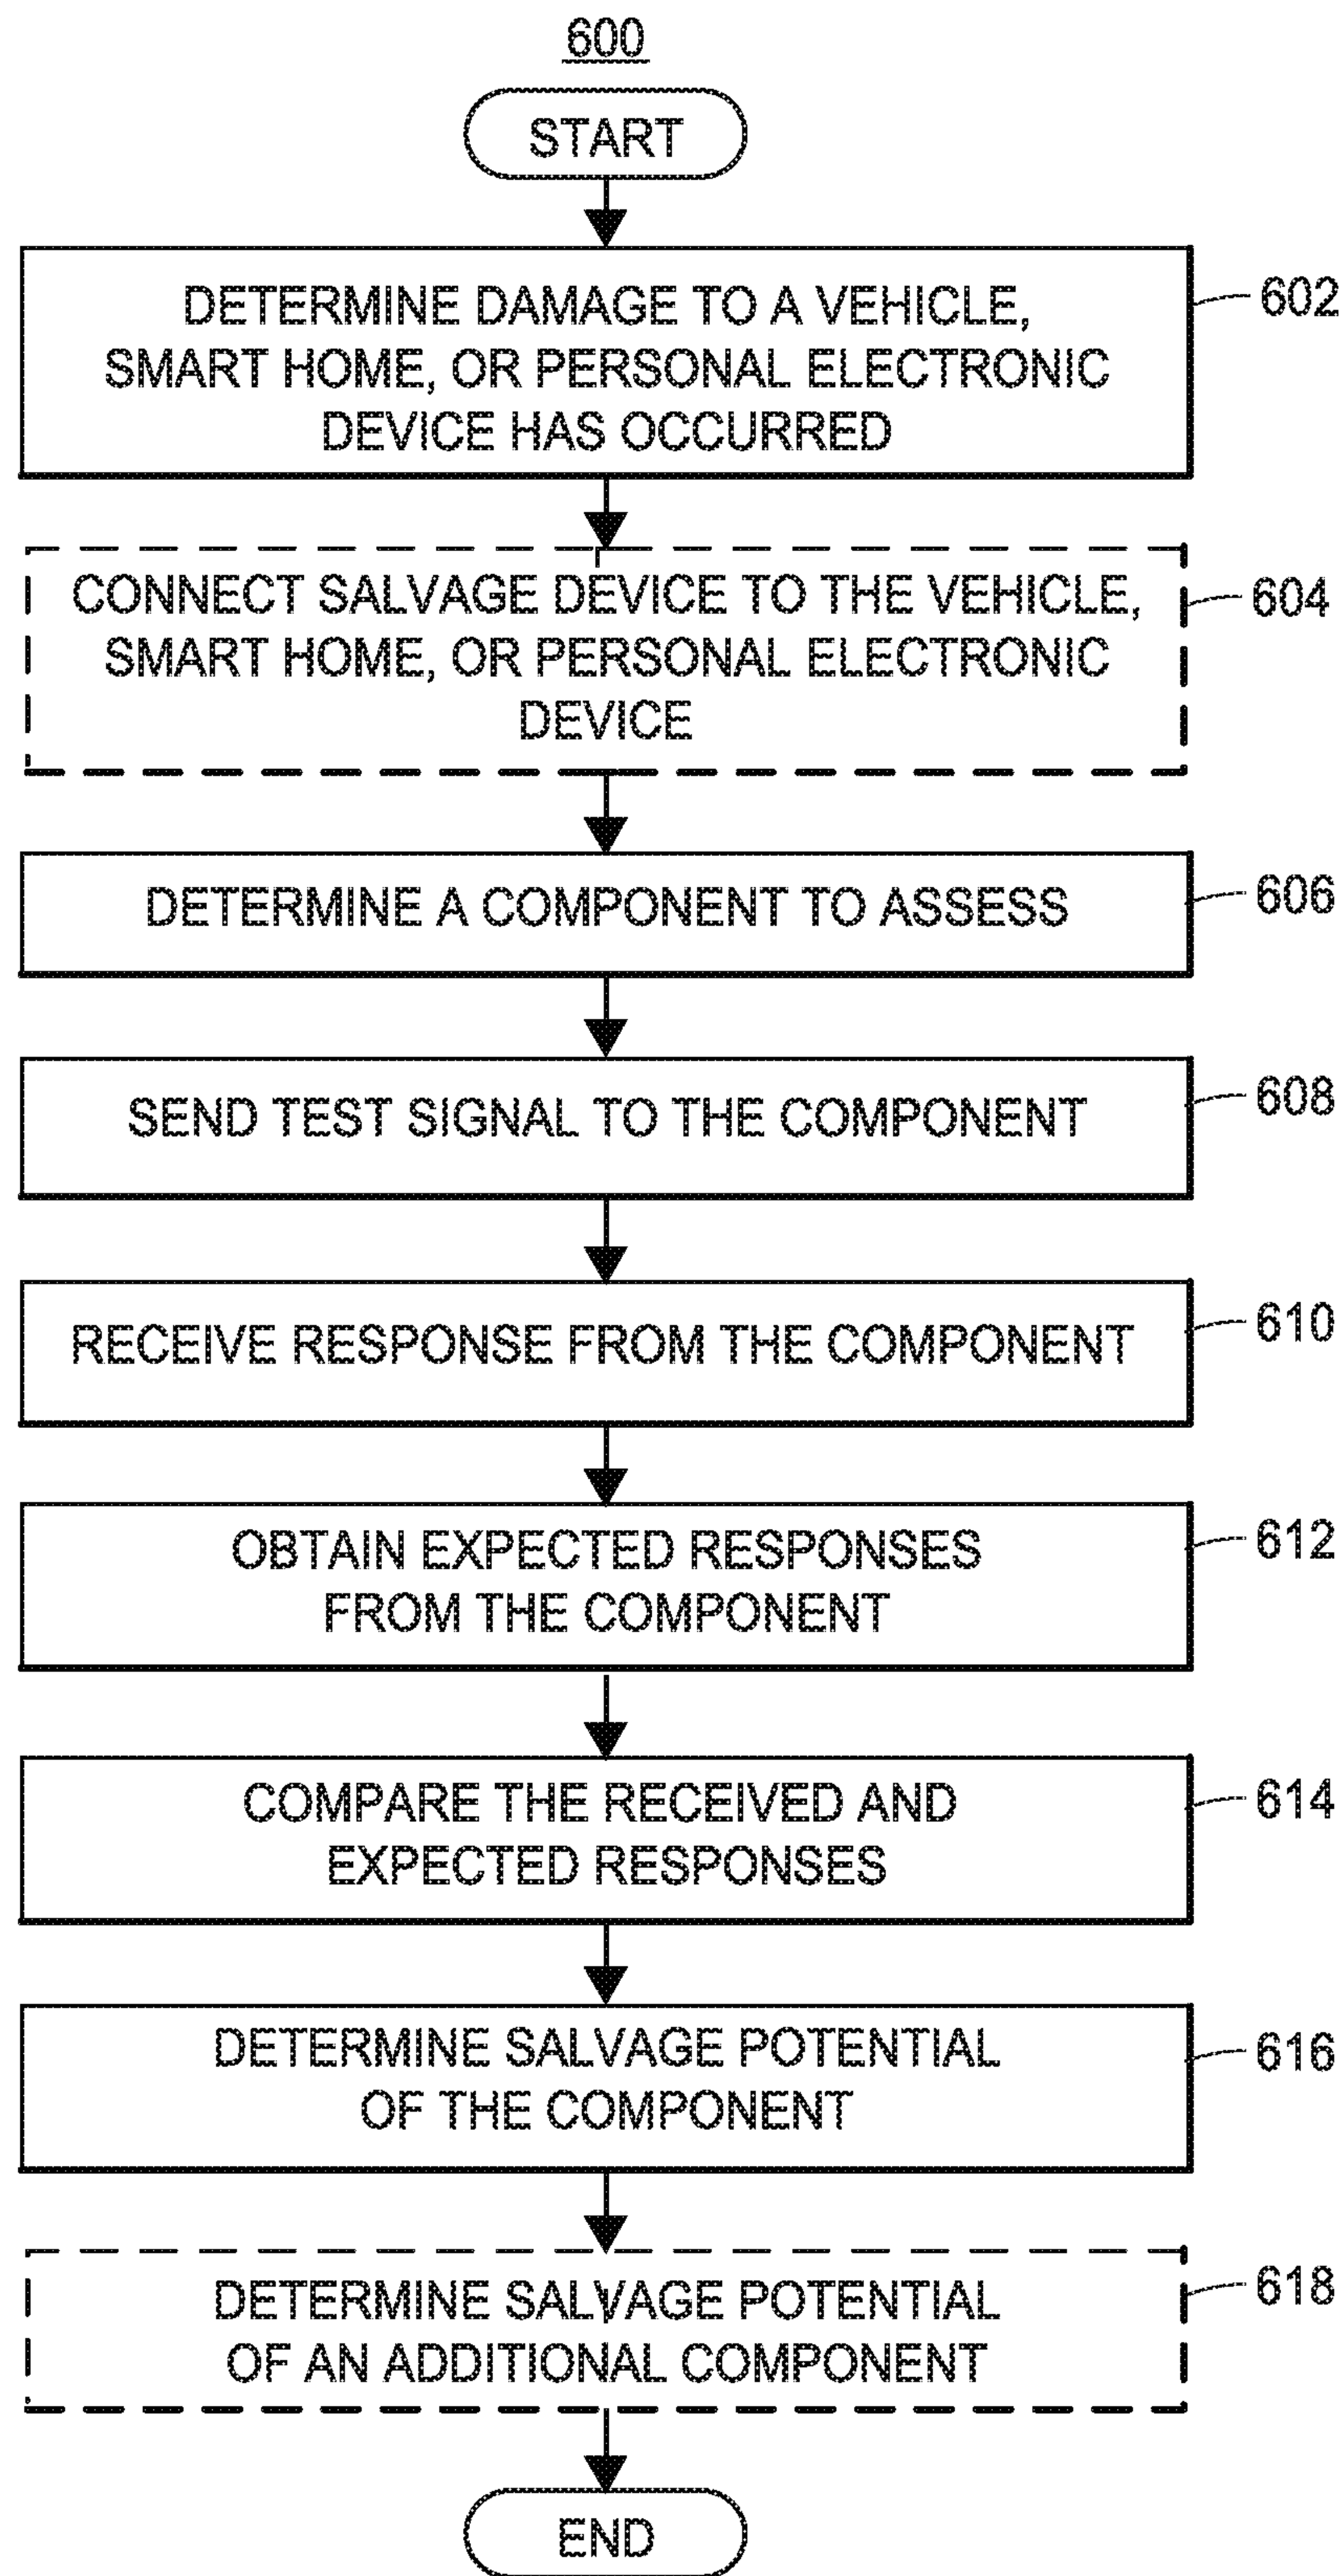 600
START
DETERMINE DAMAGE TO A VEHICLE,
SMART HOME, OR PERSONAL ELECTRONIC
DEVICE HAS OCCURRED
602
CONNECT SALVAGE DEVICE TO THE VEHICLE,
SMART HOME, OR PERSONAL ELECTRONIC
DEVICE
604
DETERMINE A COMPONENT TO ASSESS
606
SEND TEST SIGNAL TO THE COMPONENT
608
RECEIVE RESPONSE FROM THE COMPONENT
610
OBTAIN EXPECTED RESPONSES
FROM THE COMPONENT
612
COMPARE THE RECEIVED AND
EXPECTED RESPONSES
614
DETERMINE SALVAGE POTENTIAL
OF THE COMPONENT
616
DETERMINE SALVAGE POTENTIAL
OF AN ADDITIONAL COMPONENT
618
END